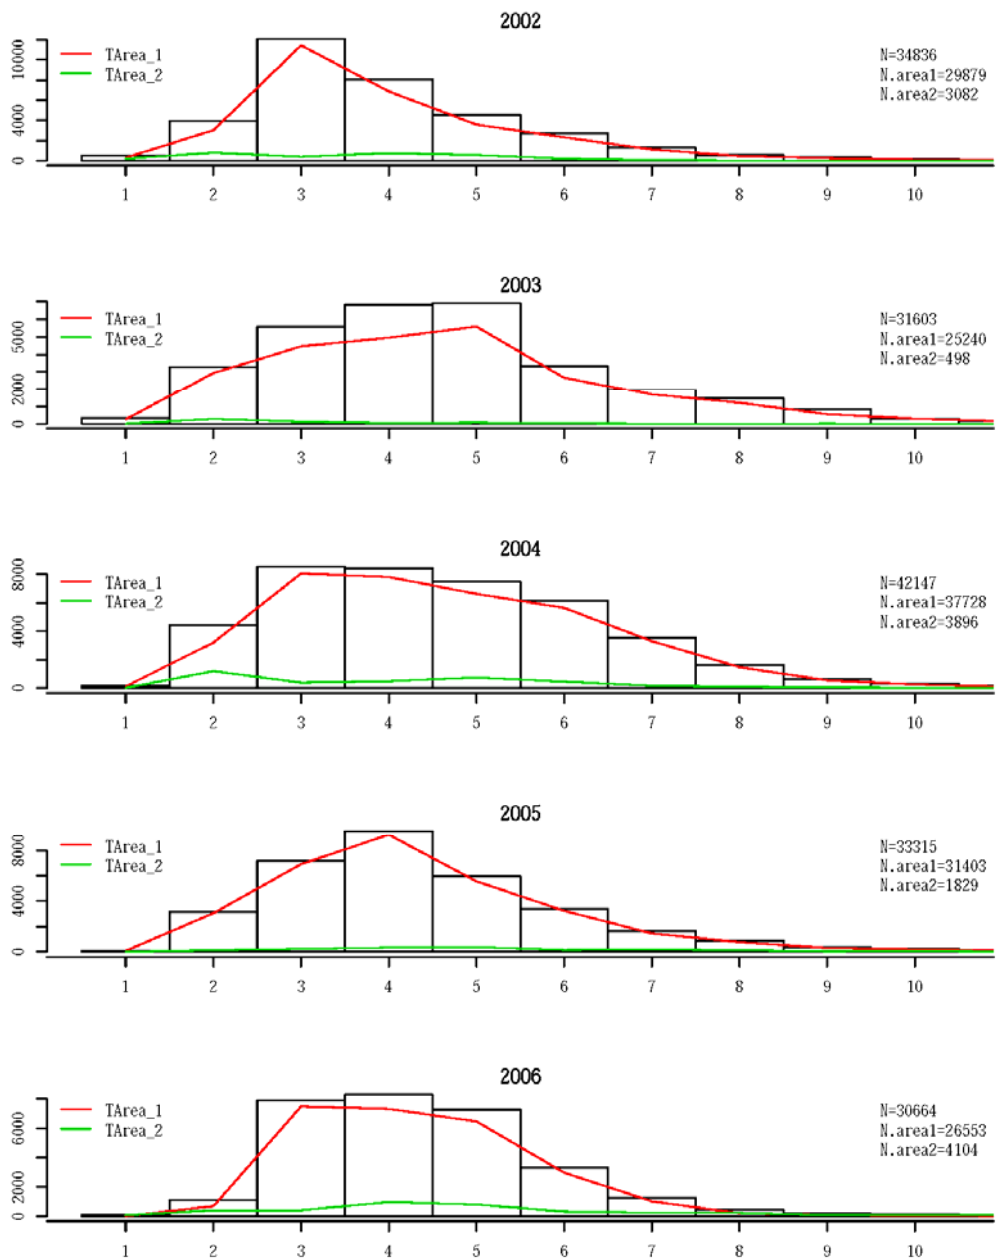 2002
TArea_1
TArea_2
N=34836
N.area1=29879
N.area2=3082
0 4000 10000
1 2 3 4 5 6 7 8 9 10
2003
TArea_1
TArea_2
N=31603
N.area1=25240
N.area2=498
0 2000 5000
1 2 3 4 5 6 7 8 9 10
2004
TArea_1
TArea_2
N=42147
N.area1=37728
N.area2=3896
0 4000 8000
1 2 3 4 5 6 7 8 9 10
2005
TArea_1
TArea_2
N=33315
N.area1=31403
N.area2=1829
0 4000 8000
1 2 3 4 5 6 7 8 9 10
2006
TArea_1
TArea_2
N=30664
N.area1=26553
N.area2=4104
0 2000 6000
1 2 3 4 5 6 7 8 9 10